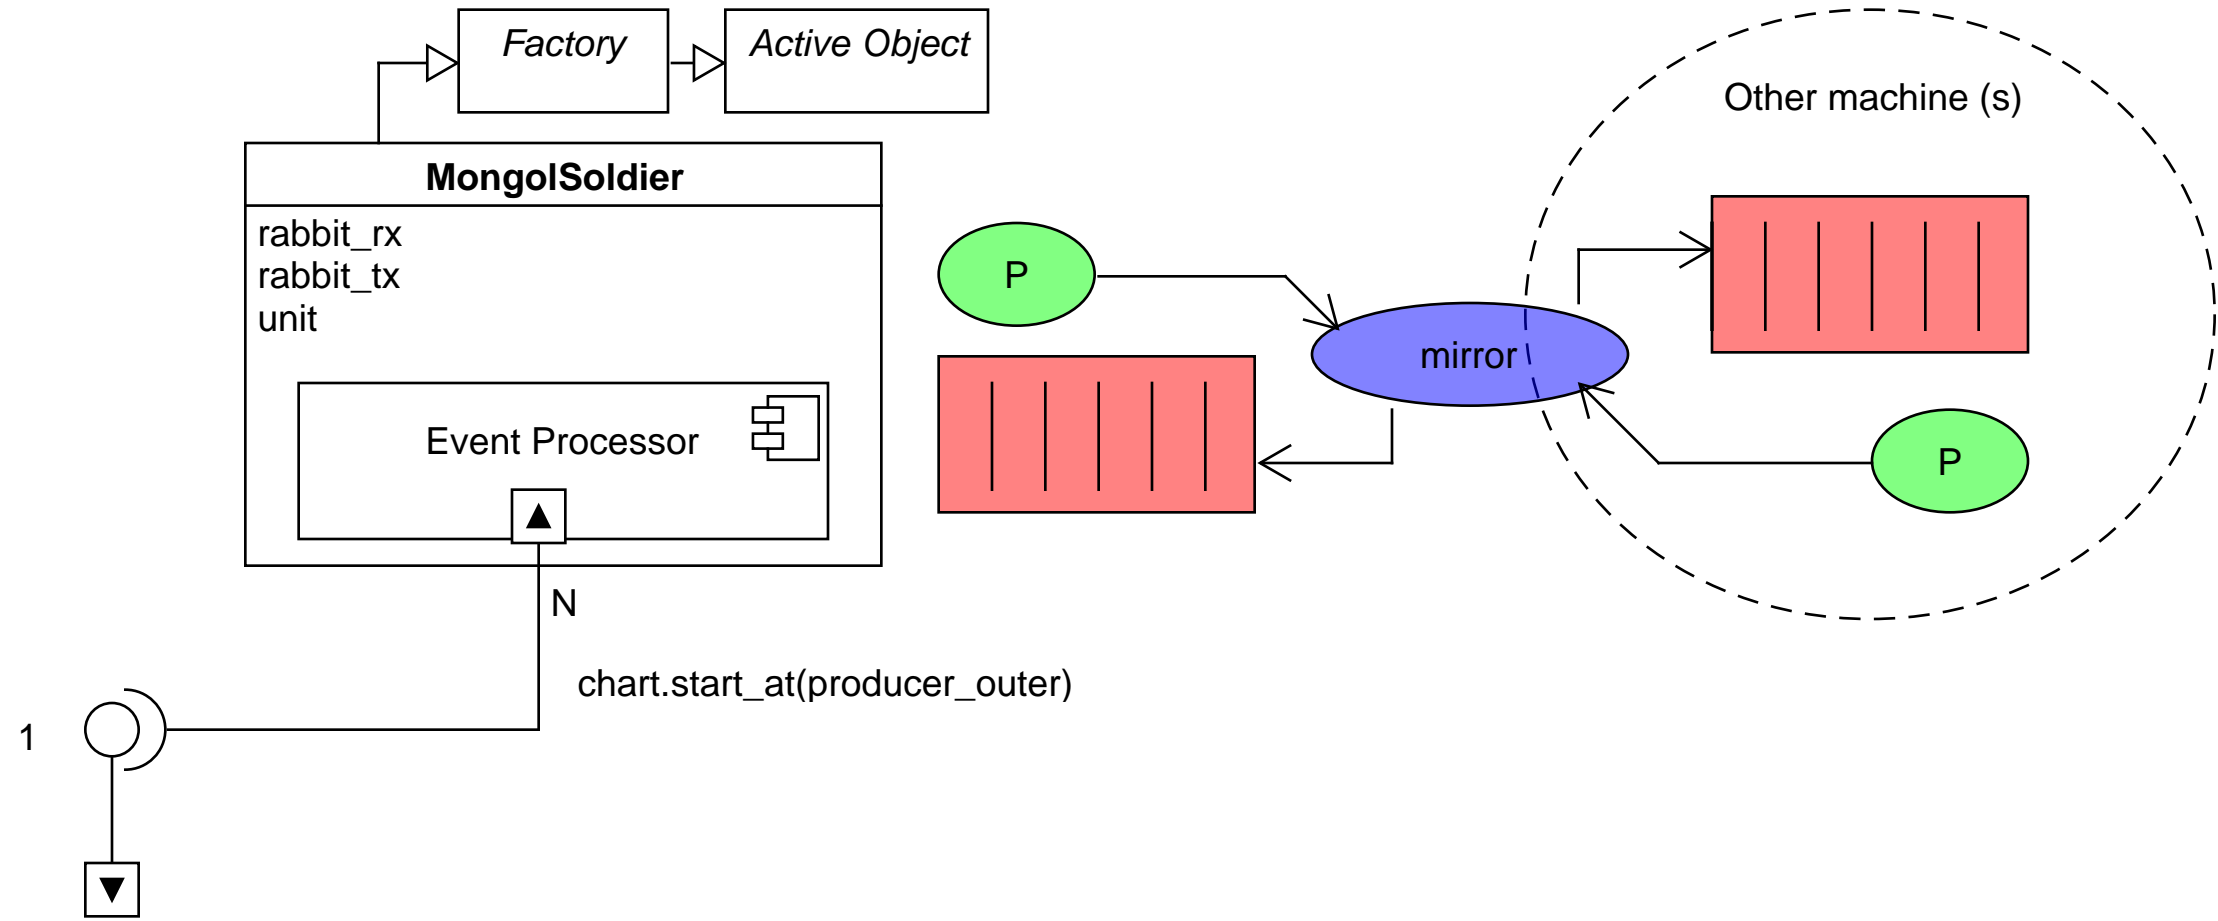 Factory
Active Object
Other machine (s)
MongolSoldier
rabbit_rx
rabbit_tx
unit
P
mirror
Event Processor
P
N
chart.start_at(producer_outer)
1